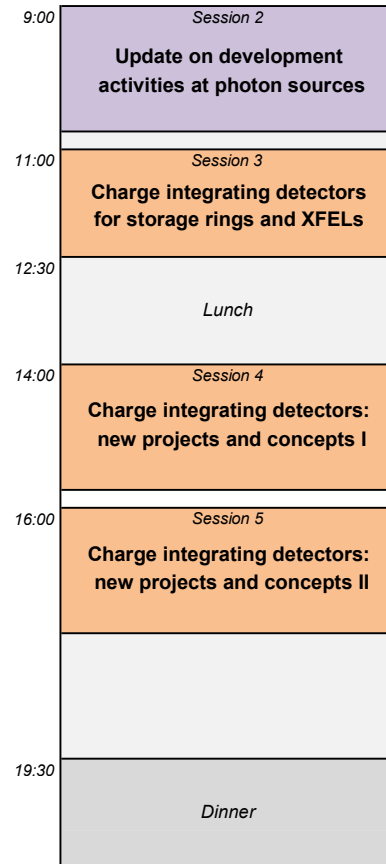 9:00
Session 2
Update on development
activities at photon sources
11:00
Session 3
Charge integrating detectors
for storage rings and XFELs
12:30
Lunch
14:00
Session 4
Charge integrating detectors:
new projects and concepts I
16:00
Session 5
Charge integrating detectors:
new projects and concepts II
19:30
Dinner